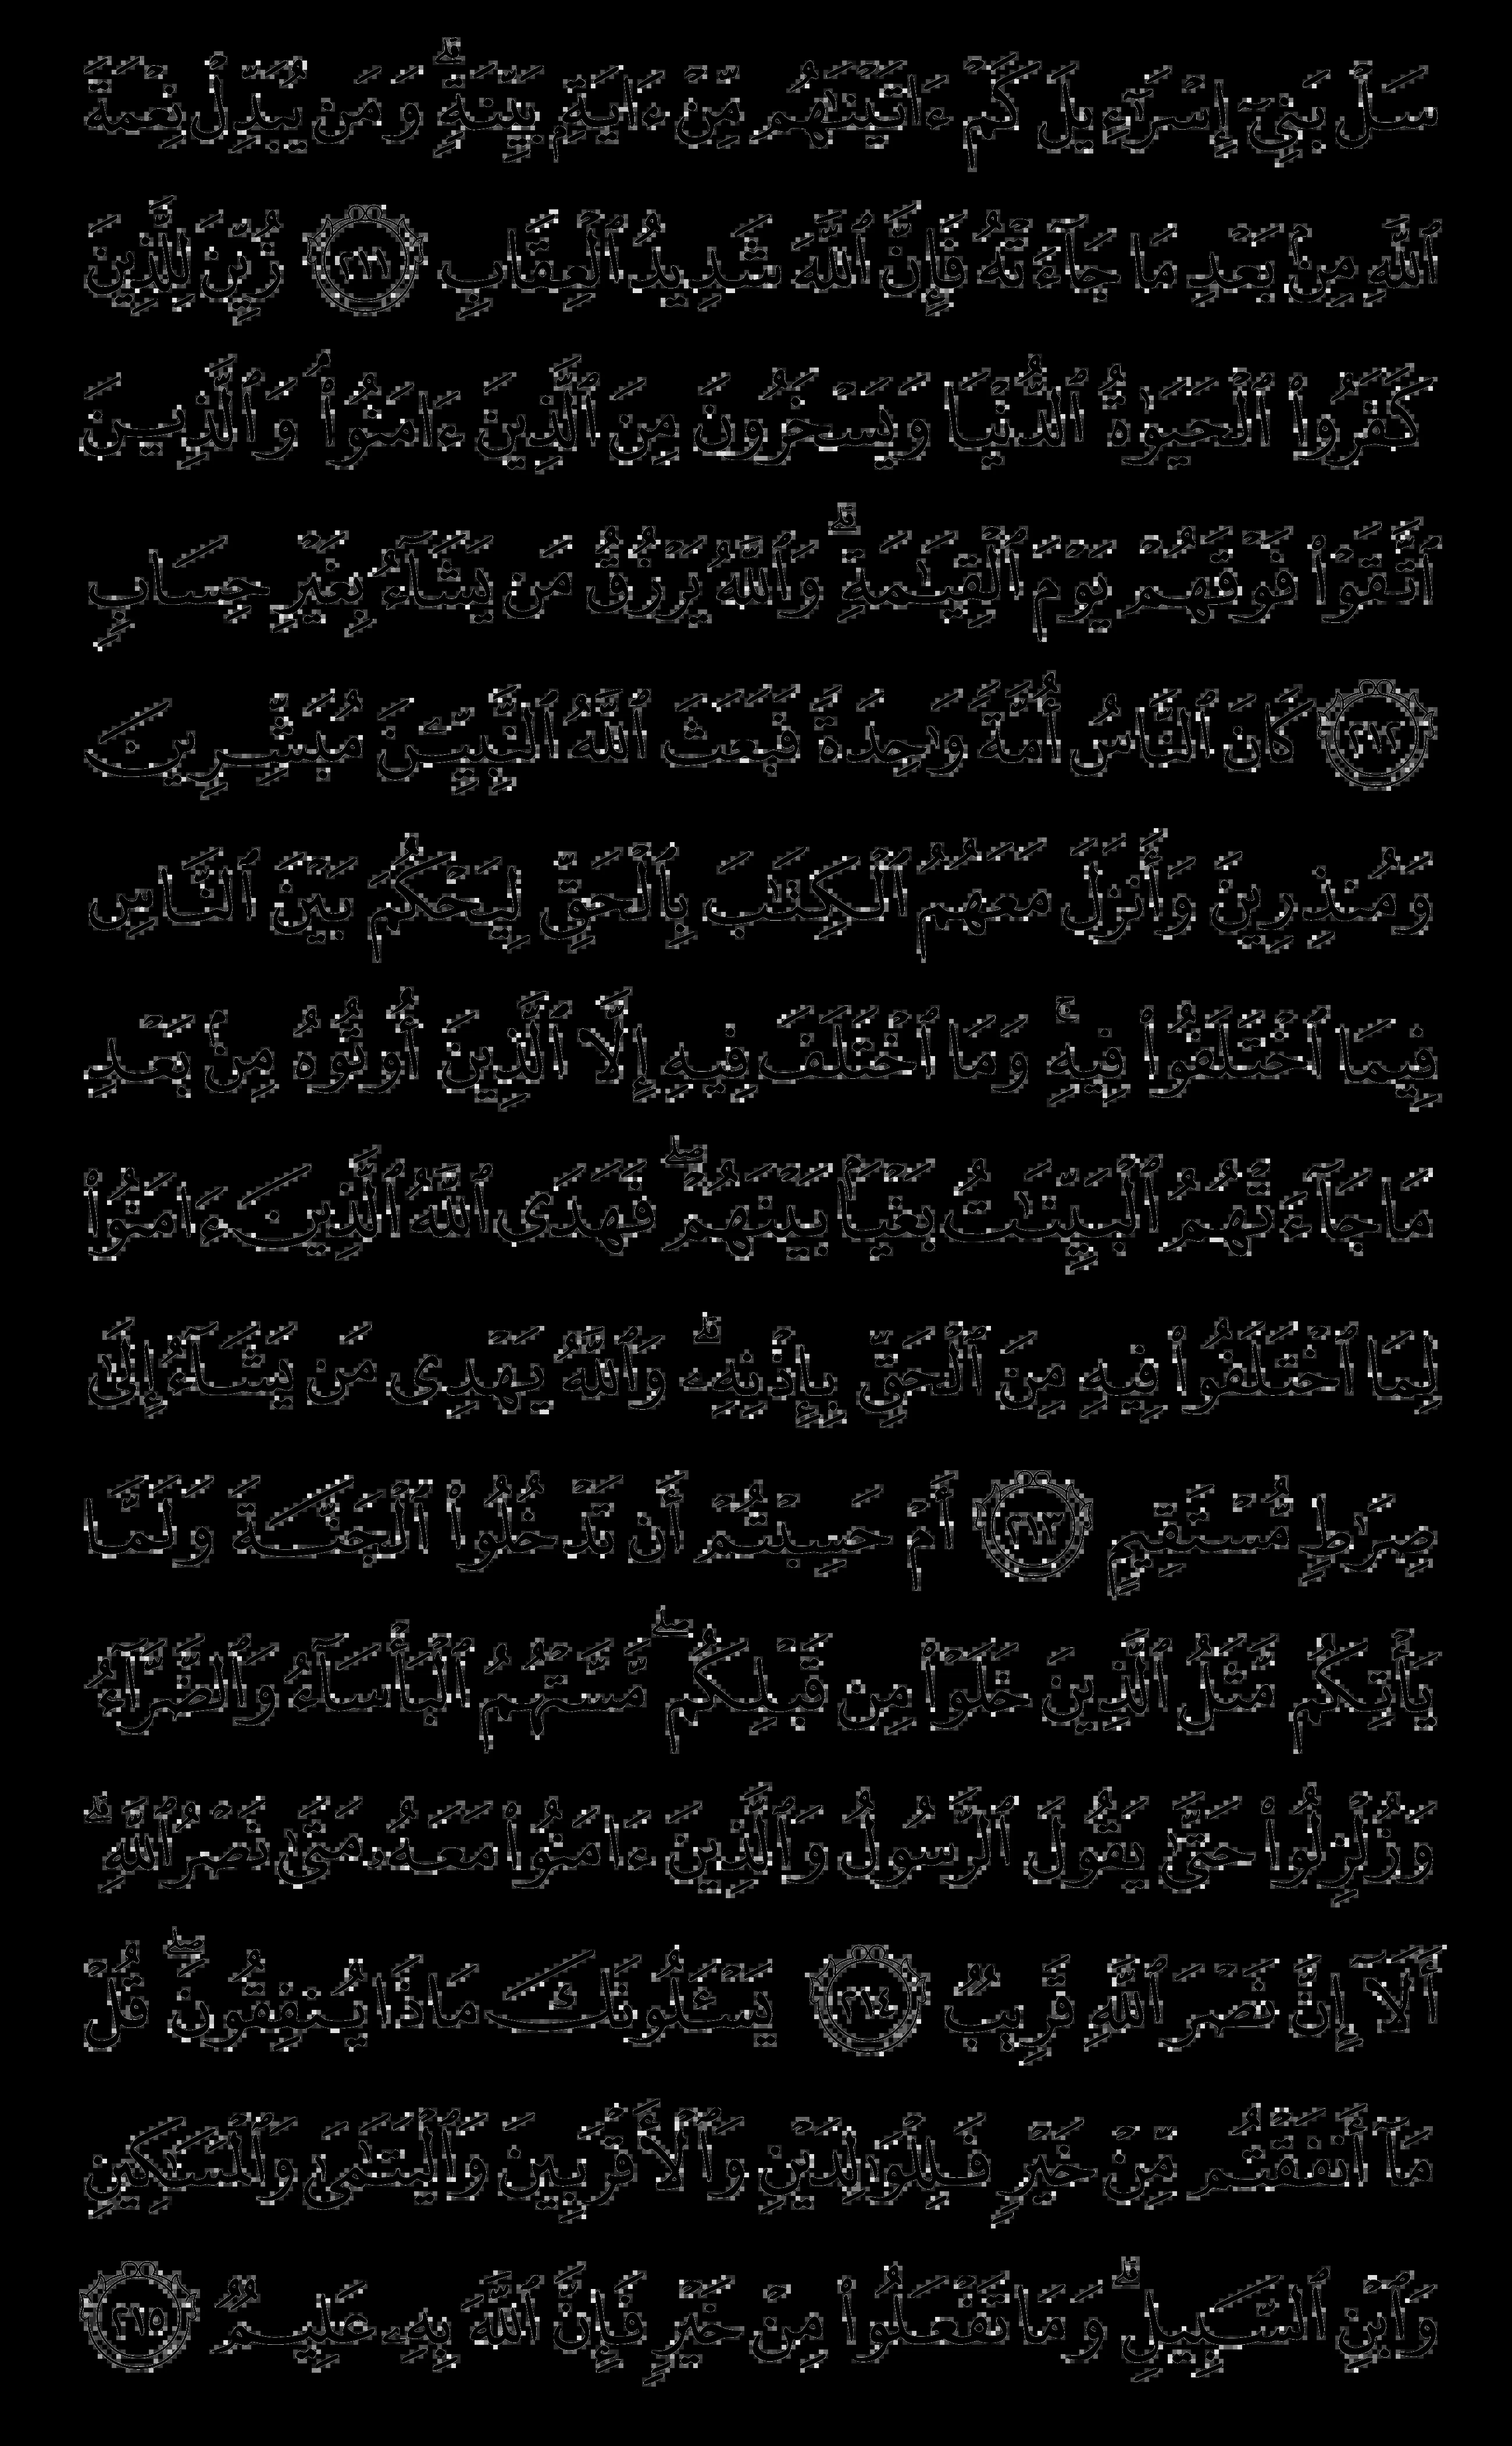 سَلْ بَنِىٓ إِسْرَٰٓءِيلَ كَمْ ءَاتَيْنَٰهُم مِّنْ ءَايَةٍۭ بَيِّنَةٍۗ وَمَن يُبَدِّلْ نِعْمَةَ
ٱللَّهِ مِنۢ بَعْدِ مَا جَآءَتْهُ فَإِنَّ ٱللَّهَ شَدِيدُ ٱلْعِقَابِ ٢١١ زُيِّنَ لِلَّذِينَ
كَفَرُوا۟ ٱلْحَيَوٰةُ ٱلدُّنْيَا وَيَسْخَرُونَ مِنَ ٱلَّذِينَ ءَامَنُوا۟ۘ وَٱلَّذِينَ
ٱتَّقَوْا۟ فَوْقَهُمْ يَوْمَ ٱلْقِيَٰمَةِۗ وَٱللَّهُ يَرْزُقُ مَن يَشَآءُ بِغَيْرِ حِسَابٍ
٢١٢ كَانَ ٱلنَّاسُ أُمَّةً وَٰحِدَةً فَبَعَثَ ٱللَّهُ ٱلنَّبِيِّۦنَ مُبَشِّرِينَ
وَمُنذِرِينَ وَأَنزَلَ مَعَهُمُ ٱلْكِتَٰبَ بِٱلْحَقِّ لِيَحْكُمَ بَيْنَ ٱلنَّاسِ
فِيمَا ٱخْتَلَفُوا۟ فِيهِۚ وَمَا ٱخْتَلَفَ فِيهِ إِلَّا ٱلَّذِينَ أُوتُوهُ مِنۢ بَعْدِ
مَا جَآءَتْهُمُ ٱلْبَيِّنَٰتُ بَغْيًۢا بَيْنَهُمْۖ فَهَدَى ٱللَّهُ ٱلَّذِينَ ءَامَنُوا۟
لِمَا ٱخْتَلَفُوا۟ فِيهِ مِنَ ٱلْحَقِّ بِإِذْنِهِۦۗ وَٱللَّهُ يَهْدِى مَن يَشَآءُ إِلَىٰ
صِرَٰطٍ مُّسْتَقِيمٍ ٢١٣ أَمْ حَسِبْتُمْ أَن تَدْخُلُوا۟ ٱلْجَنَّةَ وَلَمَّا
يَأْتِكُم مَّثَلُ ٱلَّذِينَ خَلَوْا۟ مِن قَبْلِكُمۖ مَّسَّتْهُمُ ٱلْبَأْسَآءُ وَٱلضَّرَّآءُ
وَزُلْزِلُوا۟ حَتَّىٰ يَقُولَ ٱلرَّسُولُ وَٱلَّذِينَ ءَامَنُوا۟ مَعَهُۥ مَتَىٰ نَصْرُ ٱللَّهِۗ
أَلَآ إِنَّ نَصْرَ ٱللَّهِ قَرِيبٌ ٢١٤ يَسْـَٔلُونَكَ مَاذَا يُنفِقُونَۖ قُلْ
مَآ أَنفَقْتُم مِّنْ خَيْرٍ فَلِلْوَٰلِدَيْنِ وَٱلْأَقْرَبِينَ وَٱلْيَتَٰمَىٰ وَٱلْمَسَٰكِينِ
وَٱبْنِ ٱلسَّبِيلِۗ وَمَا تَفْعَلُوا۟ مِنْ خَيْرٍ فَإِنَّ ٱللَّهَ بِهِۦ عَلِيمٌ ٢١٥